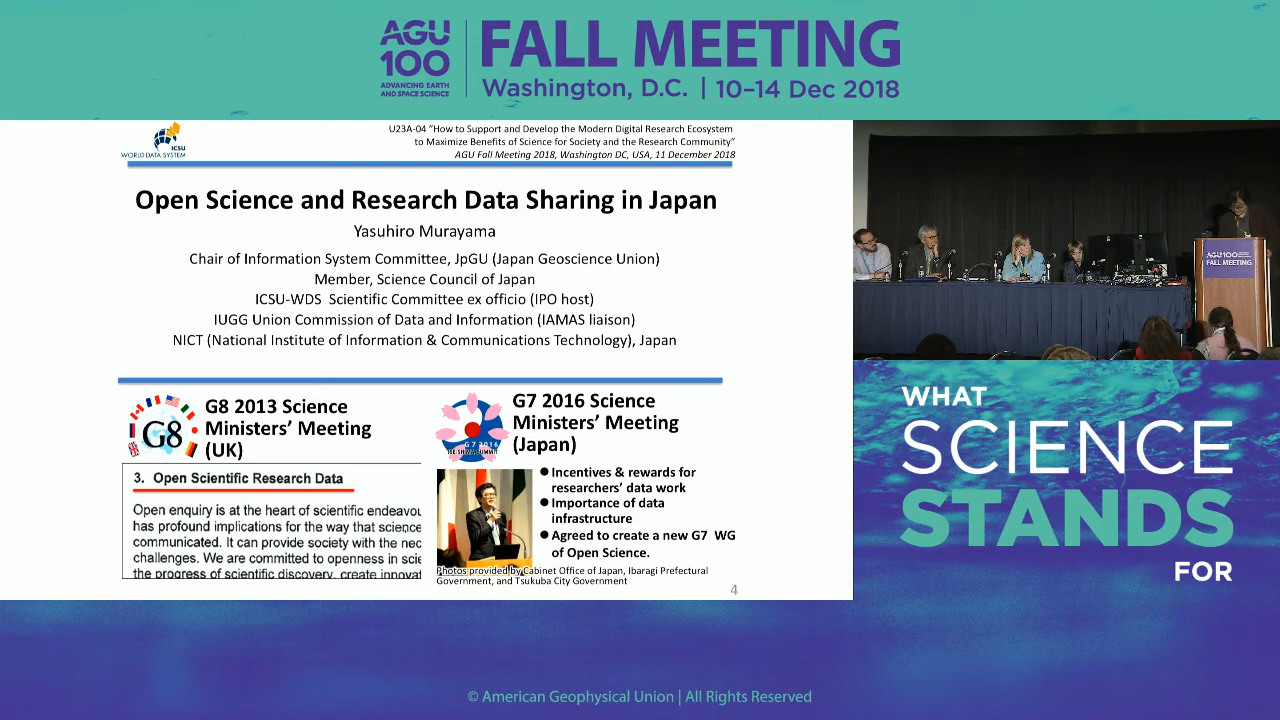 AGU
100
ADVANCING EARTH
AND SPACE SCIENCE
FALL MEETING
Washington, D.C. | 10–14 Dec 2018
ICSU
WORLD DATA SYSTEM
U23A-04 “How to Support and Develop the Modern Digital Research Ecosystem
to Maximize Benefits of Science for Society and the Research Community”
AGU Fall Meeting 2018, Washington DC, USA, 11 December 2018
Open Science and Research Data Sharing in Japan
Yasuhiro Murayama
Chair of Information System Committee, JpGU (Japan Geoscience Union)
Member, Science Council of Japan
ICSU-WDS Scientific Committee ex officio (IPO host)
IUGG Union Commission of Data and Information (IAMAS liaison)
NICT (National Institute of Information & Communications Technology), Japan
G8
G8 2013 Science
Ministers’ Meeting
(UK)
3. Open Scientific Research Data
Open enquiry is at the heart of scientific endeavou
has profound implications for the way that science
communicated. It can provide society with the nec
challenges. We are committed to openness in scie
the progress of scientific discovery, create innovat
G7 2016
ISE-SHIMA SUMMIT
G7 2016 Science
Ministers’ Meeting
(Japan)
●Incentives & rewards for
researchers’ data work
●Importance of data
infrastructure
●Agreed to create a new G7 WG
of Open Science.
Photos provided by Cabinet Office of Japan, Ibaragi Prefectural
Government, and Tsukuba City Government
4
AGU100
FALL MEETING
WHAT
SCIENCE
STANDS
FOR
© American Geophysical Union | All Rights Reserved